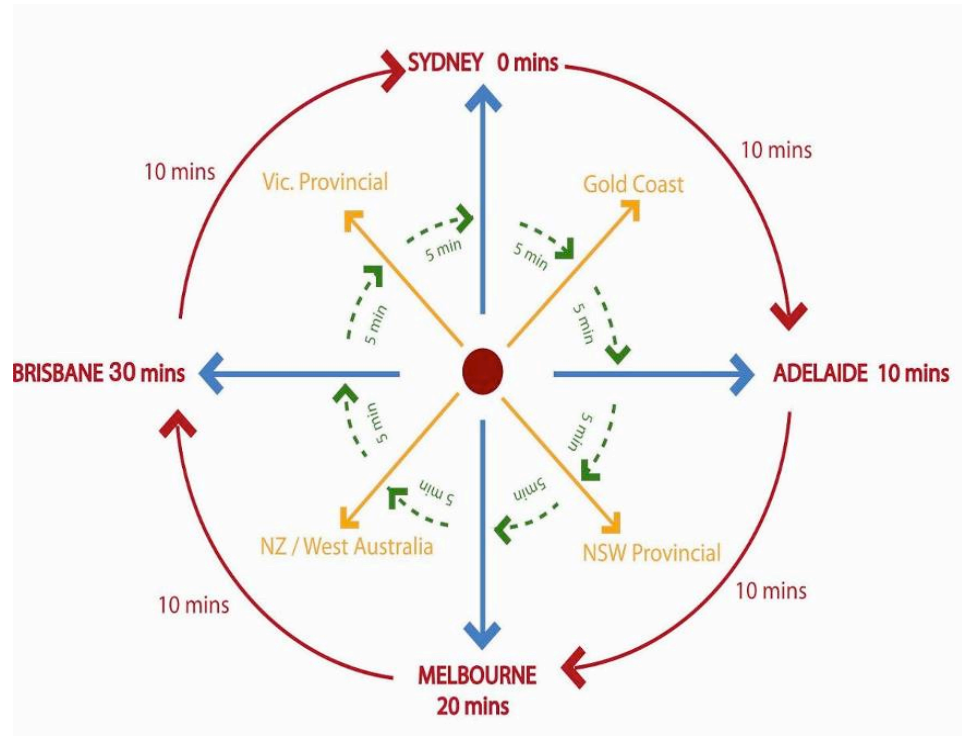 SYDNEY 0 mins
10 mins
10 mins
Vic. Provincial
Gold Coast
5 min
5 min
5 min
5 min
BRISBANE 30 mins
ADELAIDE 10 mins
5 min
5 min
5 min
5min
NZ / West Australia
NSW Provincial
10 mins
10 mins
MELBOURNE
20 mins